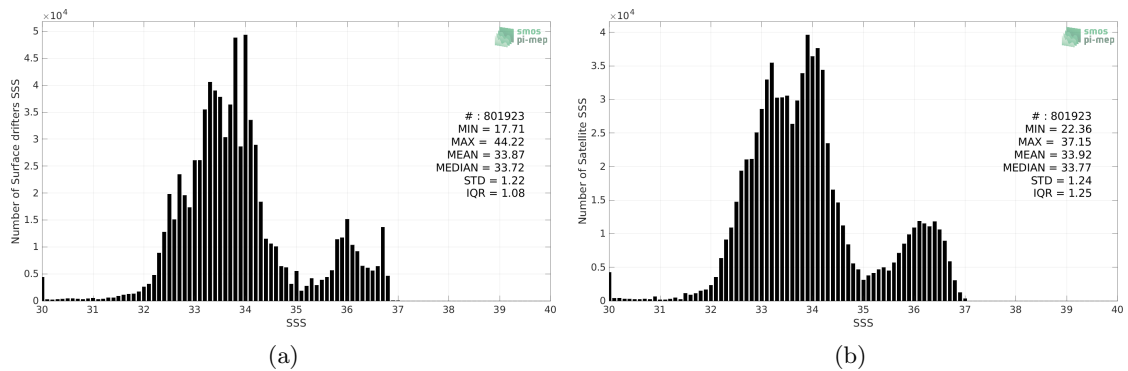 ×10⁴
5
4.5
4
3.5
3
2.5
2
1.5
1
0.5
0
Number of Surface drifters SSS
smos
pi-mep
# : 801923
MIN = 17.71
MAX = 44.22
MEAN = 33.87
MEDIAN = 33.72
STD = 1.22
IQR = 1.08
30 31 32 33 34 35 36 37 38 39 40
SSS
(a)
×10⁴
4
3.5
3
2.5
2
1.5
1
0.5
0
Number of Satellite SSS
smos
pi-mep
# : 801923
MIN = 22.36
MAX = 37.15
MEAN = 33.92
MEDIAN = 33.77
STD = 1.24
IQR = 1.25
30 31 32 33 34 35 36 37 38 39 40
SSS
(b)